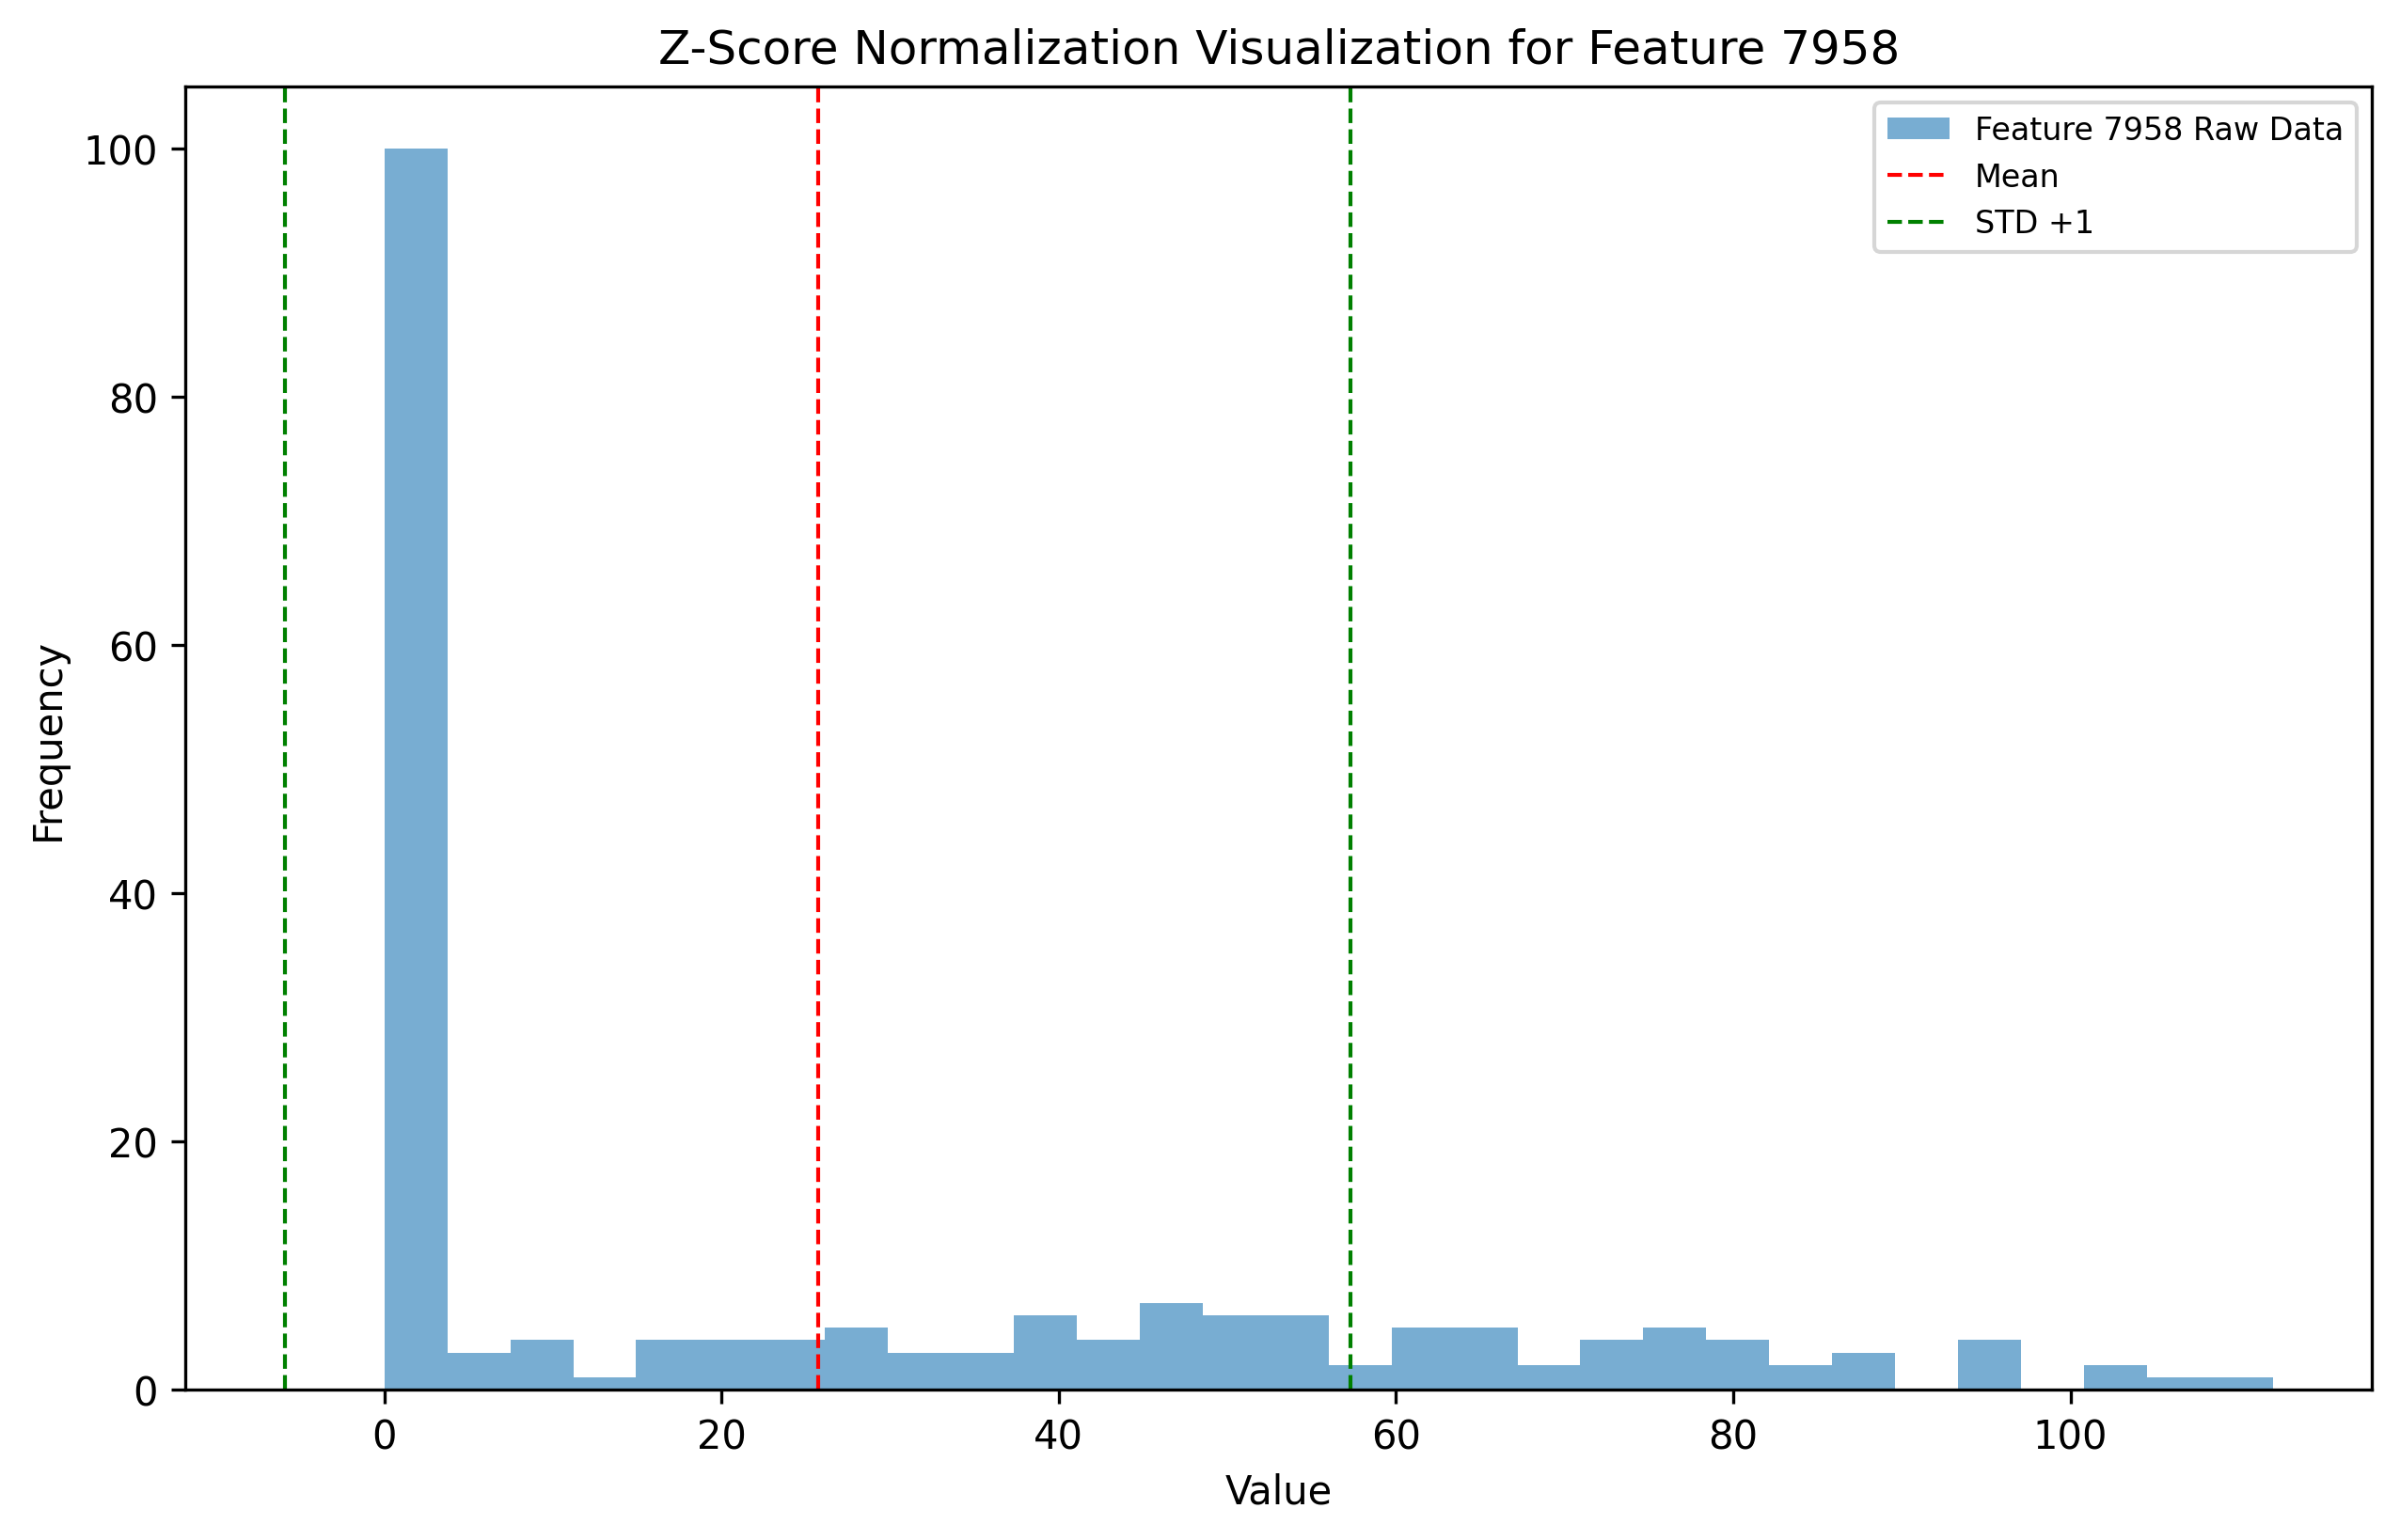 Z-Score Normalization Visualization for Feature 7958
Feature 7958 Raw Data
Mean
STD +1
100
80
60
40
20
0
Frequency
0 20 40 60 80 100
Value